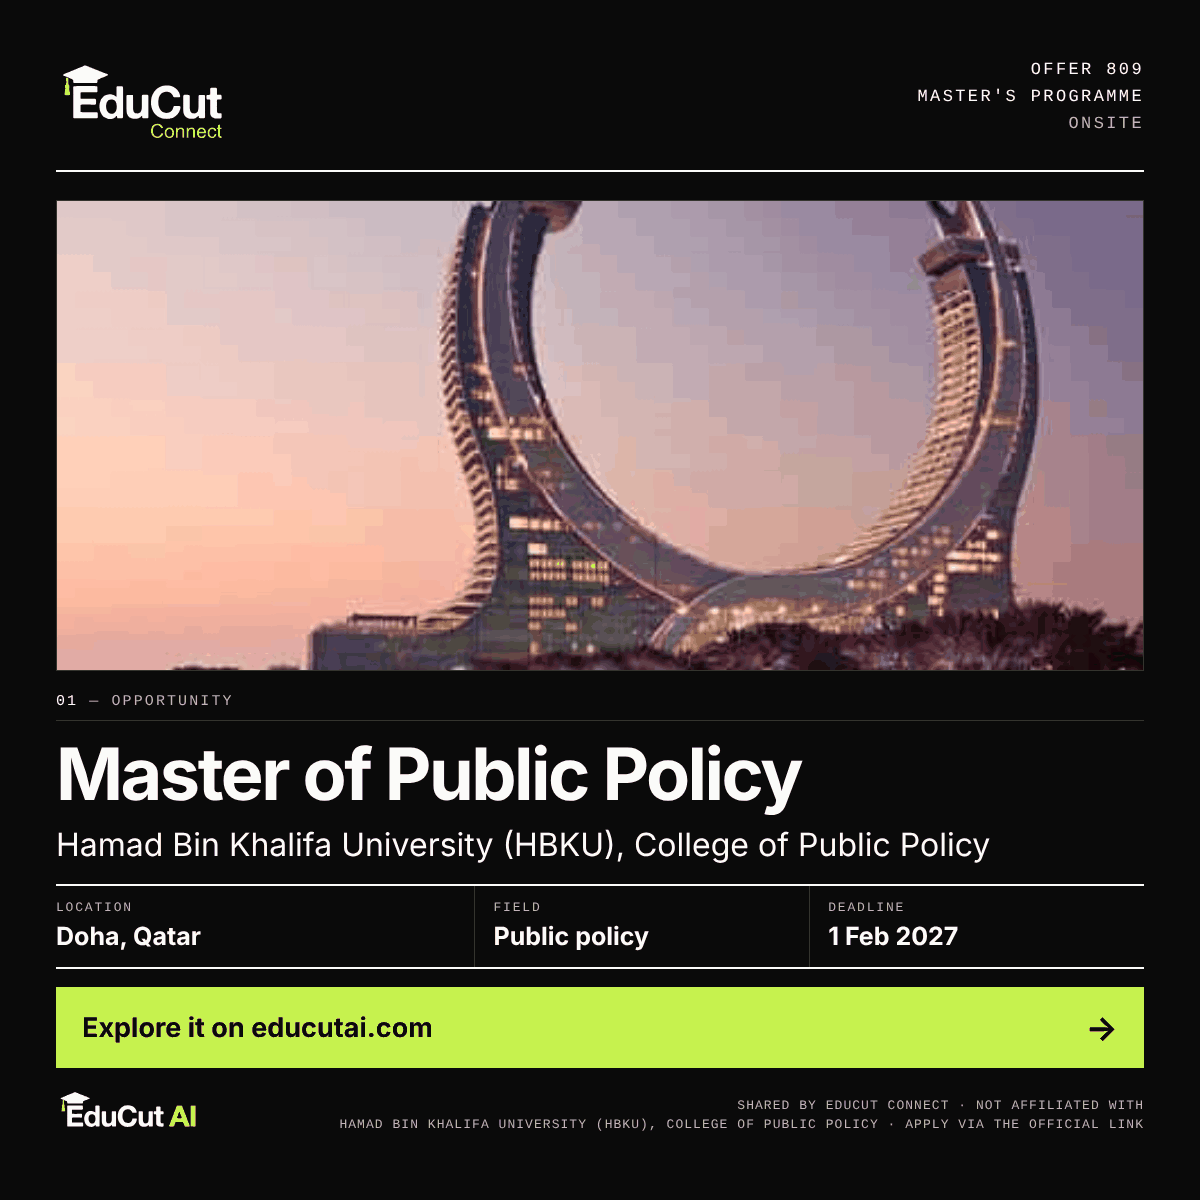 EduCut
Connect
OFFER 809
MASTER'S PROGRAMME
ONSITE
01 — OPPORTUNITY
Master of Public Policy
Hamad Bin Khalifa University (HBKU), College of Public Policy
LOCATION
Doha, Qatar
FIELD
Public policy
DEADLINE
1 Feb 2027
Explore it on educutai.com →
EduCut AI
SHARED BY EDUCUT CONNECT · NOT AFFILIATED WITH
HAMAD BIN KHALIFA UNIVERSITY (HBKU), COLLEGE OF PUBLIC POLICY · APPLY VIA THE OFFICIAL LINK